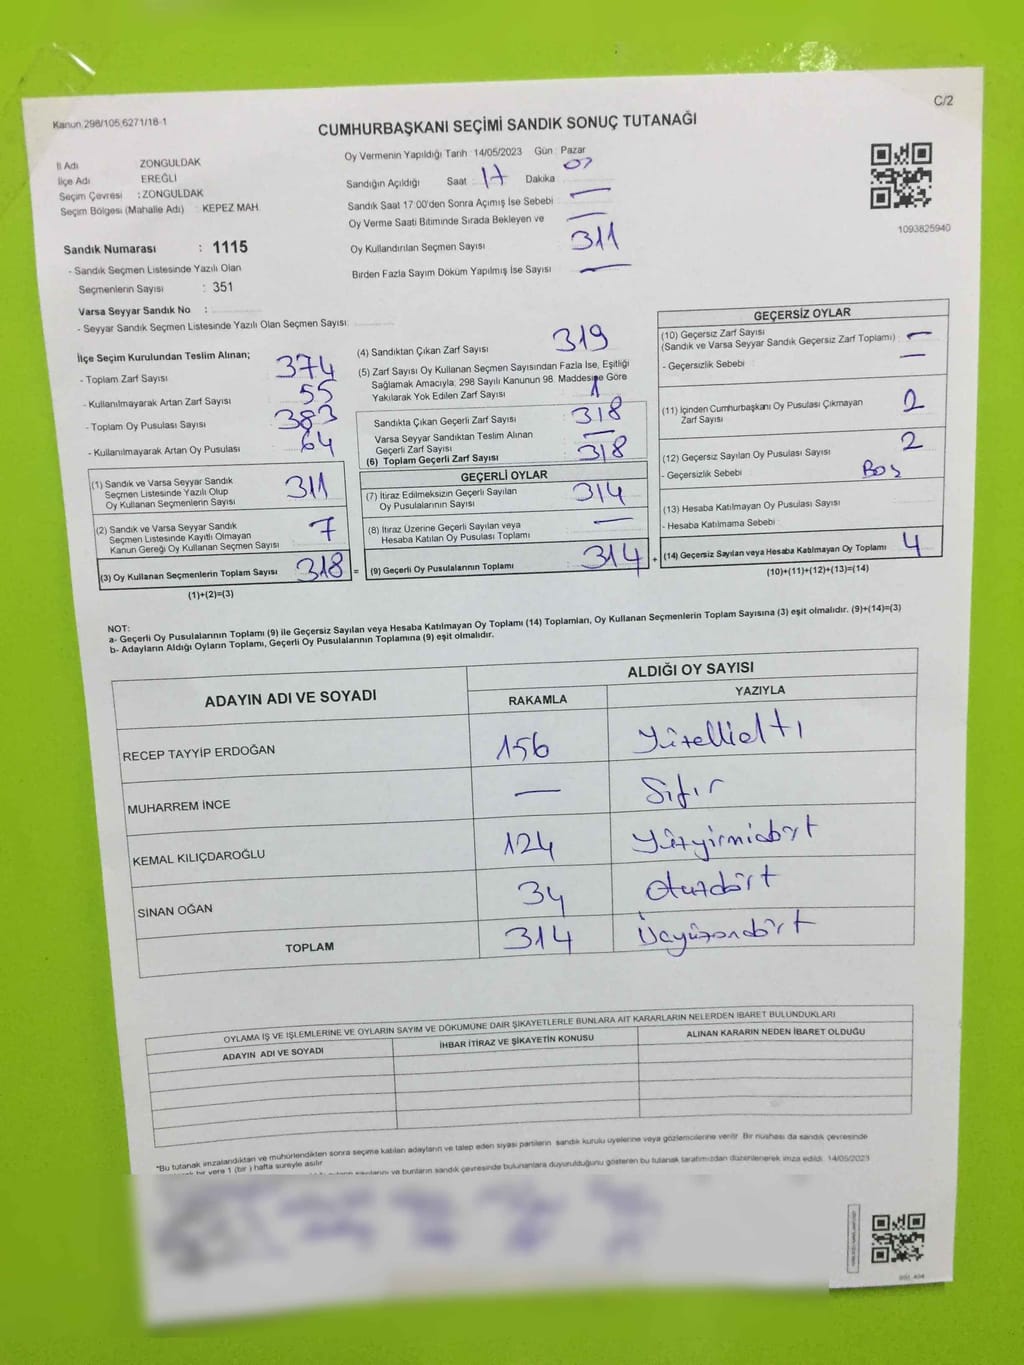 Kanun 298/105,6271/18-1
C/2
CUMHURBAŞKANI SEÇİMİ SANDIK SONUÇ TUTANAĞI
İl Adı ZONGULDAK
İlçe Adı EREĞLİ
Seçim Çevresi : ZONGULDAK
Seçim Bölgesi (Mahalle Adı) KEPEZ MAH.
Sandık Numarası : 1115
- Sandık Seçmen Listesinde Yazılı Olan
Seçmenlerin Sayısı : 351
Varsa Seyyar Sandık No :
- Seyyar Sandık Seçmen Listesinde Yazılı Olan Seçmen Sayısı:
Oy Vermenin Yapıldığı Tarih :14/05/2023 Gün : Pazar
Sandığın Açıldığı Saat 17 Dakika 07
Sandık Saat 17:00'den Sonra Açımış İse Sebebi —
Oy Verme Saati Bitiminde Sırada Bekleyen ve —
Oy Kullandırılan Seçmen Sayısı 311
Birden Fazla Sayım Döküm Yapılmış İse Sayısı —
1093825940
İlçe Seçim Kurulundan Teslim Alınan;
- Toplam Zarf Sayısı 374
- Kullanılmayarak Artan Zarf Sayısı 55
- Toplam Oy Pusulası Sayısı 383
- Kullanılmayarak Artan Oy Pusulası 64
(1) Sandık ve Varsa Seyyar Sandık
Seçmen Listesinde Yazılı Olup
Oy Kullanan Seçmenlerin Sayısı 311
(2) Sandık ve Varsa Seyyar Sandık
Seçmen Listesinde Kayıtlı Olmayan
Kanun Gereği Oy Kullanan Seçmen Sayısı 7
(3) Oy Kullanan Seçmenlerin Toplam Sayısı 318 =
(1)+(2)=(3)
(4) Sandıktan Çıkan Zarf Sayısı 319
(5) Zarf Sayısı Oy Kullanan Seçmen Sayısından Fazla İse, Eşitliği
Sağlamak Amacıyla, 298 Sayılı Kanunun 98. Maddesine Göre
Yakılarak Yok Edilen Zarf Sayısı 1
Sandıkta Çıkan Geçerli Zarf Sayısı 318
Varsa Seyyar Sandıktan Teslim Alınan
Geçerli Zarf Sayısı —
(6) Toplam Geçerli Zarf Sayısı 318
GEÇERLİ OYLAR
(7) İtiraz Edilmeksizin Geçerli Sayılan
Oy Pusulalarının Sayısı 314
(8) İtiraz Üzerine Geçerli Sayılan veya
Hesaba Katılan Oy Pusulası Toplamı —
(9) Geçerli Oy Pusulalarının Toplamı 314 +
GEÇERSİZ OYLAR
(10) Geçersiz Zarf Sayısı
(Sandık ve Varsa Seyyar Sandık Geçersiz Zarf Toplamı) : —
- Geçersizlik Sebebi : —
(11) İçinden Cumhurbaşkanı Oy Pusulası Çıkmayan
Zarf Sayısı 2
(12) Geçersiz Sayılan Oy Pusulası Sayısı 2
- Geçersizlik Sebebi Boş
(13) Hesaba Katılmayan Oy Pusulası Sayısı
- Hesaba Katılmama Sebebi :
(14) Geçersiz Sayılan veya Hesaba Katılmayan Oy Toplamı 4
(10)+(11)+(12)+(13)=(14)
NOT:
a- Geçerli Oy Pusulalarının Toplamı (9) ile Geçersiz Sayılan veya Hesaba Katılmayan Oy Toplamı (14) Toplamları, Oy Kullanan Seçmenlerin Toplam Sayısına (3) eşit olmalıdır. (9)+(14)=(3)
b- Adayların Aldığı Oyların Toplamı, Geçerli Oy Pusulalarının Toplamına (9) eşit olmalıdır.
ADAYIN ADI VE SOYADI
ALDIĞI OY SAYISI
RAKAMLA YAZIYLA
RECEP TAYYİP ERDOĞAN 156 Yüzellialtı
MUHARREM İNCE — Sıfır
KEMAL KILIÇDAROĞLU 124 Yüzyirmidört
SİNAN OĞAN 34 Otuzdört
TOPLAM 314 Üçyüzondört
OYLAMA İŞ VE İŞLEMLERİNE VE OYLARIN SAYIM VE DÖKÜMÜNE DAİR ŞİKAYETLERLE BUNLARA AİT KARARLARIN NELERDEN İBARET BULUNDUKLARI
ADAYIN ADI VE SOYADI İHBAR İTİRAZ VE ŞİKAYETİN KONUSU ALINAN KARARIN NEDEN İBARET OLDUĞU
*Bu tutanak imzalandıktan ve mühürlendikten sonra seçime katılan adayların ve talep eden siyasi partilerin sandık kurulu üyelerine veya gözlemcilerine verilir. Bir nüshası da sandık çevresinde
bir yere 1 (bir) hafta süreyle asılır
ve bunların sandık çevresinde bulunanlara duyurulduğunu gösteren bu tutanak tarafımızdan düzenlenerek imza edildi. 14/05/2023